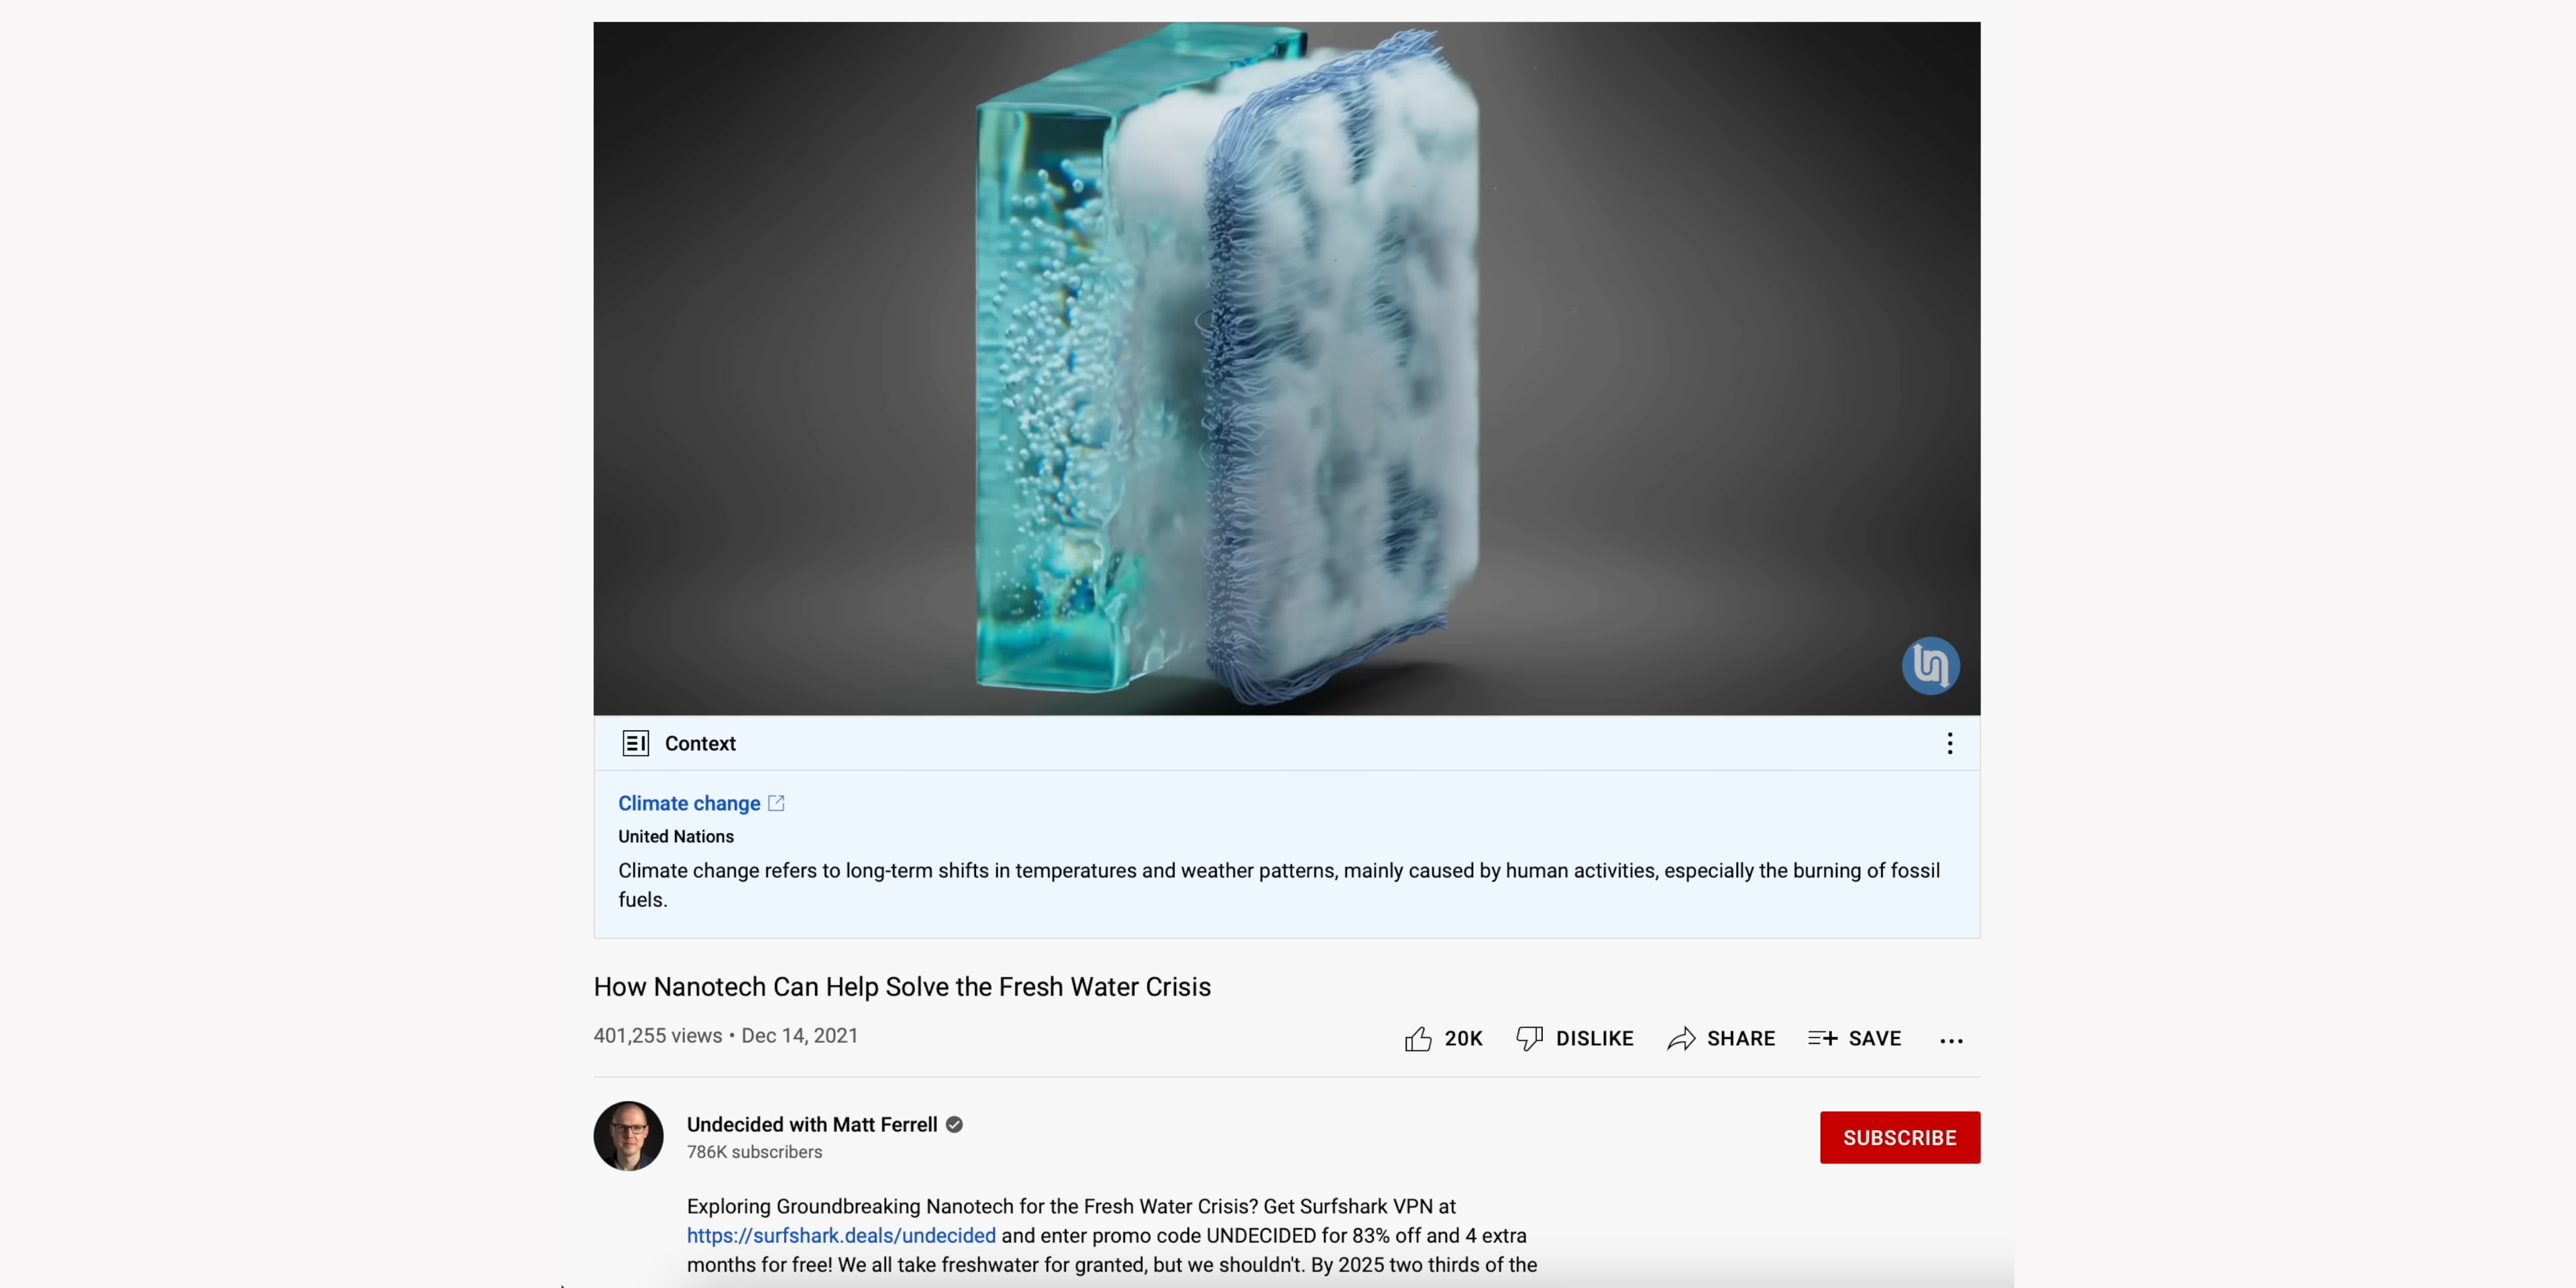 Context
Climate change
United Nations
Climate change refers to long-term shifts in temperatures and weather patterns, mainly caused by human activities, especially the burning of fossil
fuels.
How Nanotech Can Help Solve the Fresh Water Crisis
401,255 views • Dec 14, 2021
20K DISLIKE SHARE SAVE
Undecided with Matt Ferrell
786K subscribers
SUBSCRIBE
Exploring Groundbreaking Nanotech for the Fresh Water Crisis? Get Surfshark VPN at
https://surfshark.deals/undecided and enter promo code UNDECIDED for 83% off and 4 extra
months for free! We all take freshwater for granted, but we shouldn't. By 2025 two thirds of the